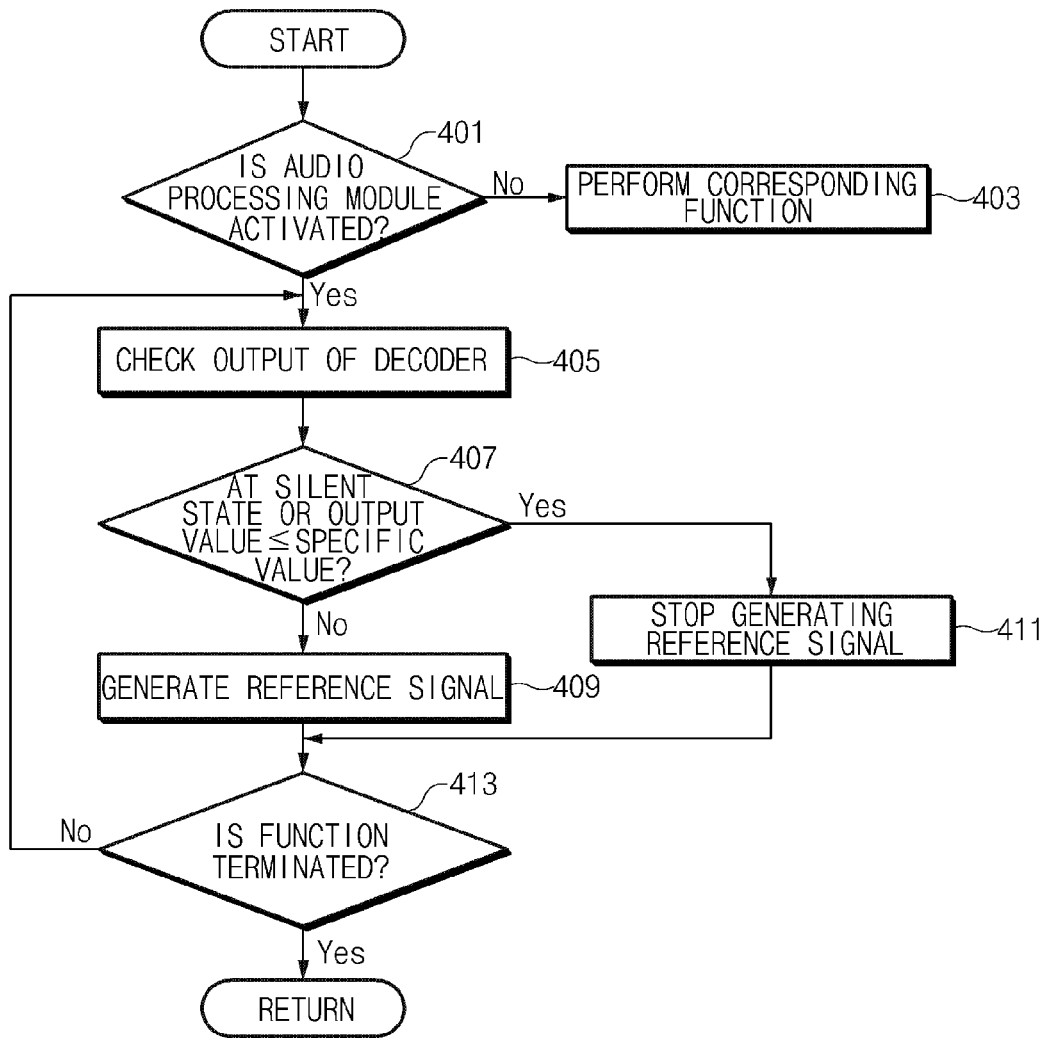 START
401
IS AUDIO
PROCESSING MODULE
ACTIVATED?
No
PERFORM CORRESPONDING
FUNCTION
403
Yes
CHECK OUTPUT OF DECODER
405
407
AT SILENT
STATE OR OUTPUT
VALUE≦SPECIFIC
VALUE?
Yes
No
STOP GENERATING
REFERENCE SIGNAL
411
GENERATE REFERENCE SIGNAL
409
413
IS FUNCTION
TERMINATED?
No
Yes
RETURN